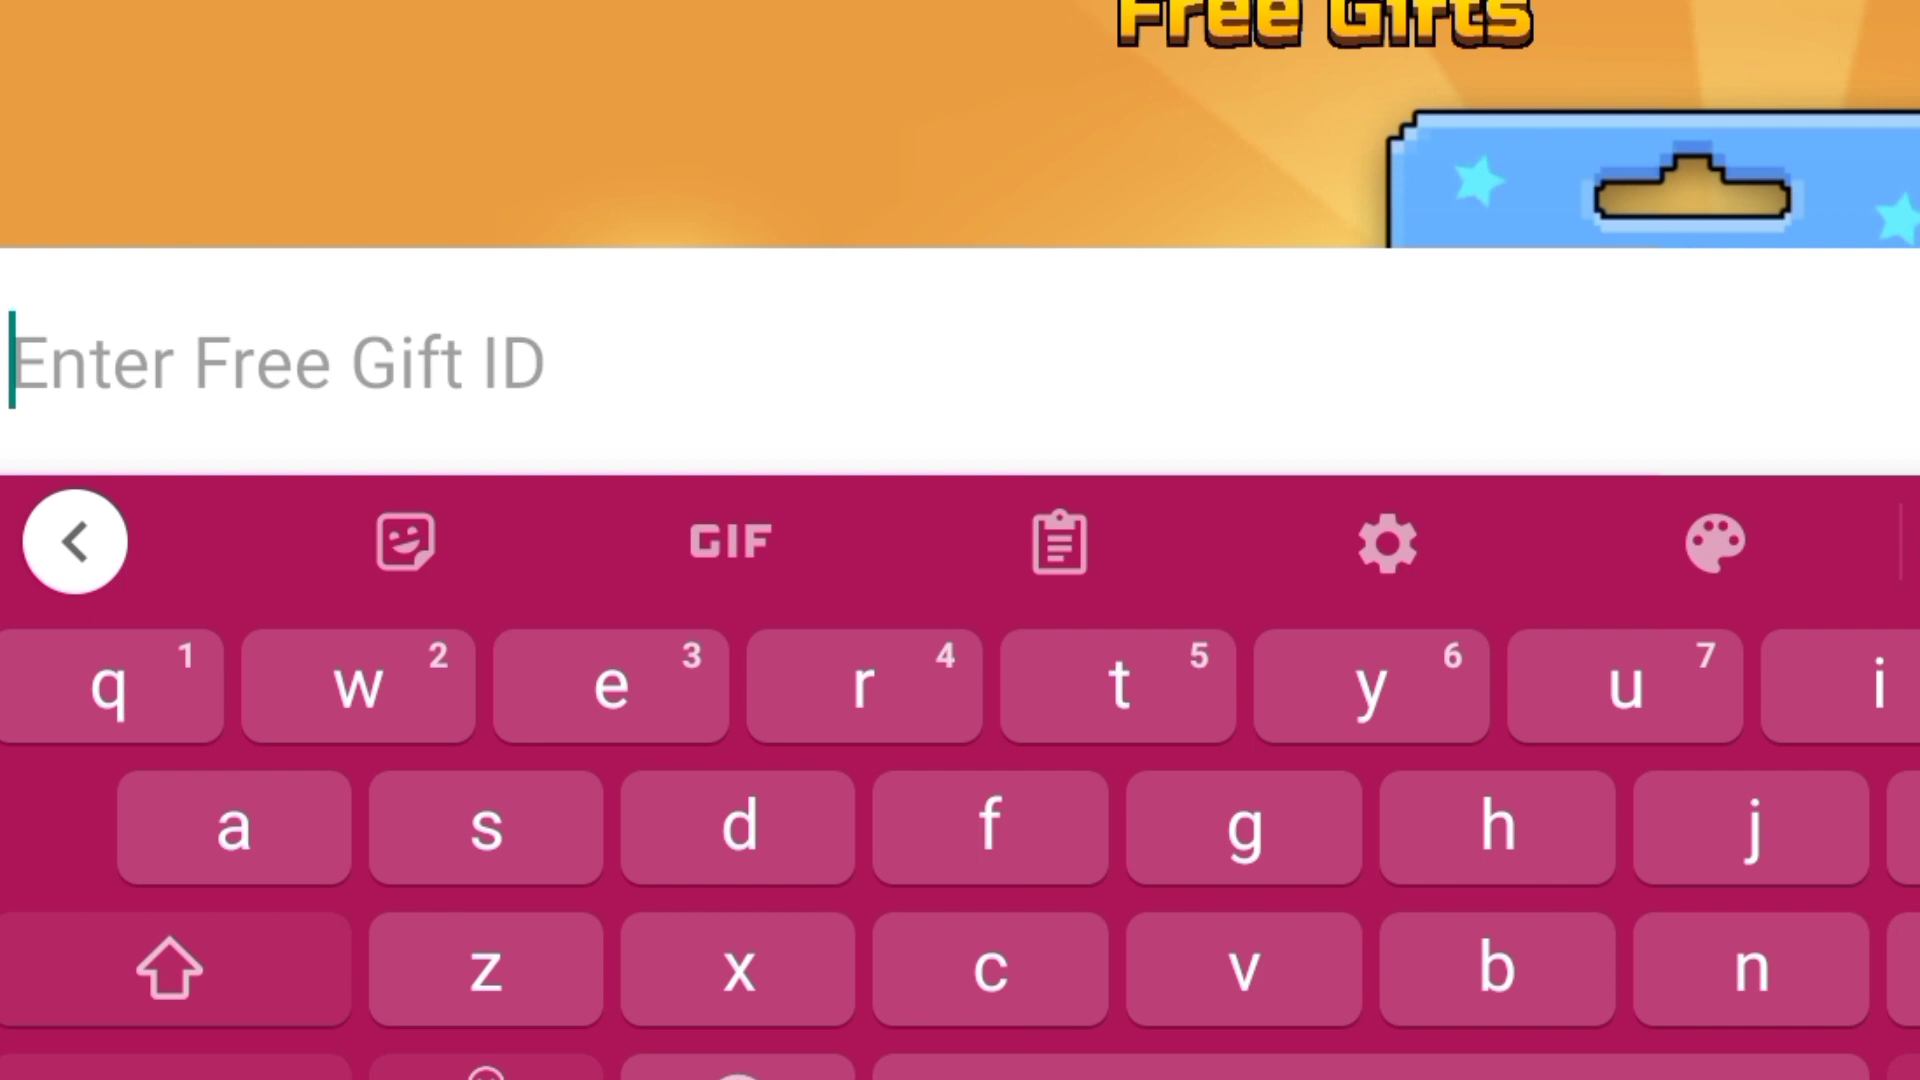 Free Gifts
Enter Free Gift ID
GIF
q 1 w 2 e 3 r 4 t 5 y 6 u 7 i
a s d f g h j
z x c v b n